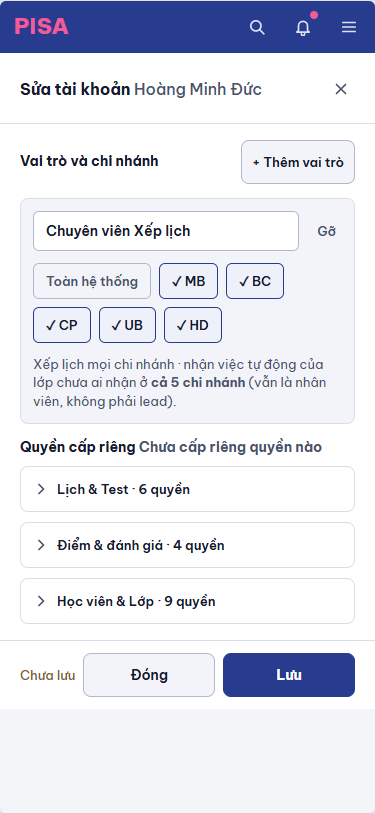 PISA
Sửa tài khoản Hoàng Minh Đức
Vai trò và chi nhánh
+ Thêm vai trò
Chuyên viên Xếp lịch
Gỡ
Toàn hệ thống
✓ MB
✓ BC
✓ CP
✓ UB
✓ HD
Xếp lịch mọi chi nhánh · nhận việc tự động của
lớp chưa ai nhận ở cả 5 chi nhánh (vẫn là nhân
viên, không phải lead).
Quyền cấp riêng Chưa cấp riêng quyền nào
Lịch & Test · 6 quyền
Điểm & đánh giá · 4 quyền
Học viên & Lớp · 9 quyền
Chưa lưu
Đóng
Lưu